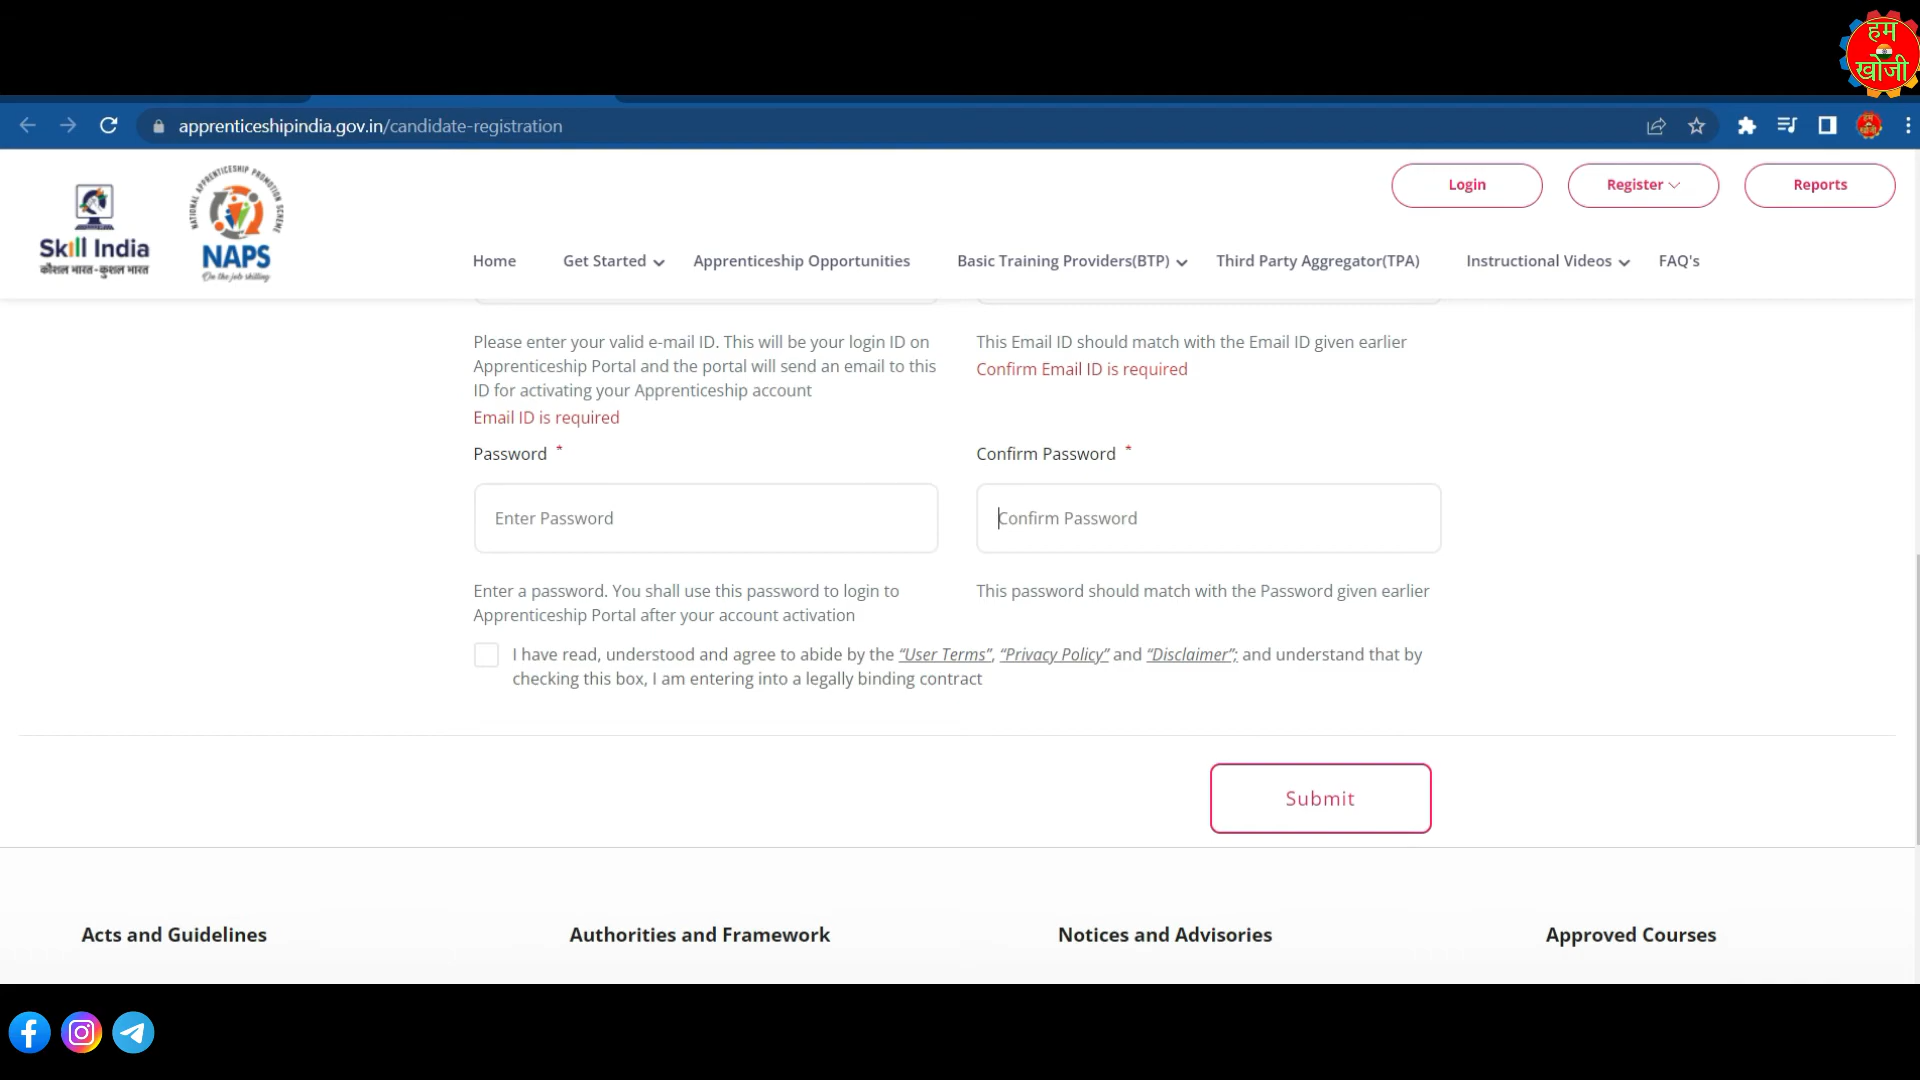 हम
खोजी
apprenticeshipindia.gov.in/candidate-registration
Login
Register
Reports
Skill India
कौशल भारत-कुशल भारत
NATIONAL APPRENTICESHIP PROMOTION SCHEME
NAPS
On the job skilling
Home
Get Started
Apprenticeship Opportunities
Basic Training Providers(BTP)
Third Party Aggregator(TPA)
Instructional Videos
FAQ's
Please enter your valid e-mail ID. This will be your login ID on
Apprenticeship Portal and the portal will send an email to this
ID for activating your Apprenticeship account
Email ID is required
This Email ID should match with the Email ID given earlier
Confirm Email ID is required
Password *
Confirm Password *
Enter Password
Confirm Password
Enter a password. You shall use this password to login to
Apprenticeship Portal after your account activation
This password should match with the Password given earlier
I have read, understood and agree to abide by the “User Terms”, “Privacy Policy” and “Disclaimer”; and understand that by
checking this box, I am entering into a legally binding contract
Submit
Acts and Guidelines
Authorities and Framework
Notices and Advisories
Approved Courses